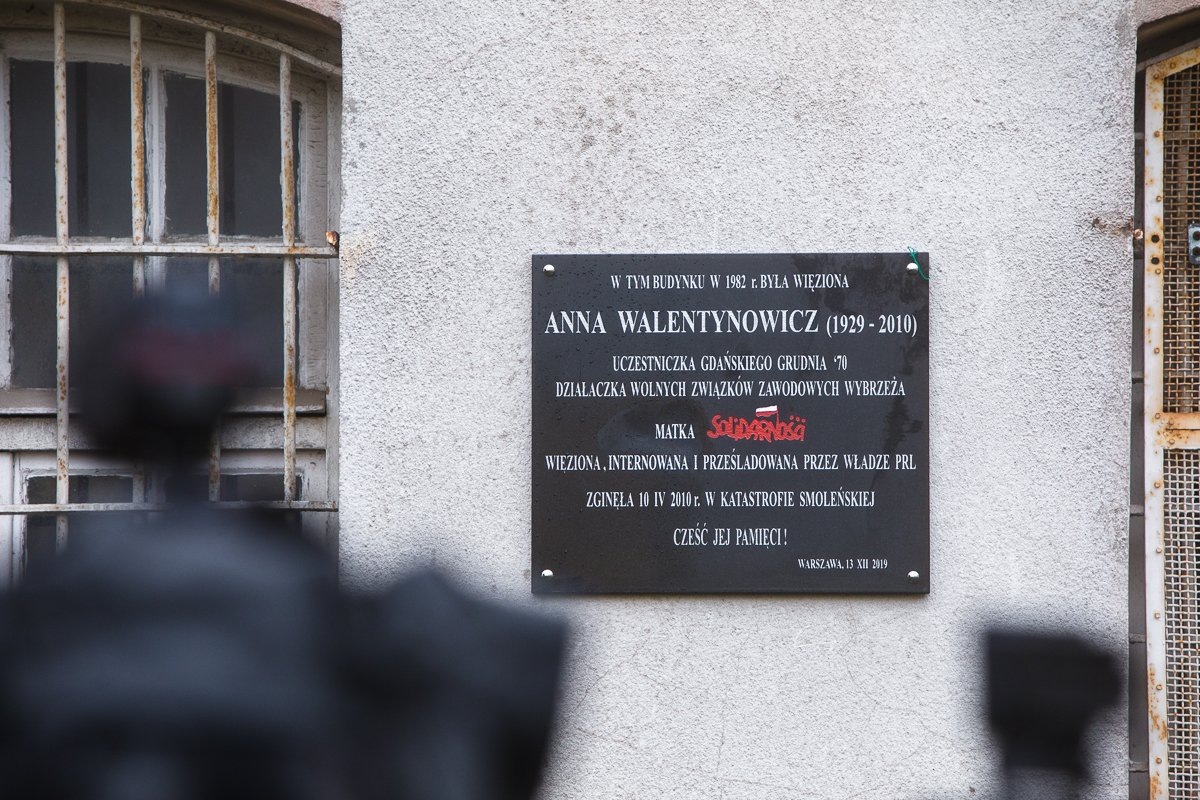 W TYM BUDYNKU W 1982 r. BYŁA WIĘZIONA
ANNA WALENTYNOWICZ (1929 - 2010)
UCZESTNICZKA GDAŃSKIEGO GRUDNIA ‘70
DZIAŁACZKA WOLNYCH ZWIĄZKÓW ZAWODOWYCH WYBRZEŻA
MATKA SOLIDARNOŚCI
WIĘZIONA, INTERNOWANA I PRZEŚLADOWANA PRZEZ WŁADZE PRL
ZGINĘŁA 10 IV 2010 r. W KATASTROFIE SMOLEŃSKIEJ
CZEŚĆ JEJ PAMIĘCI!
WARSZAWA, 13 XII 2019